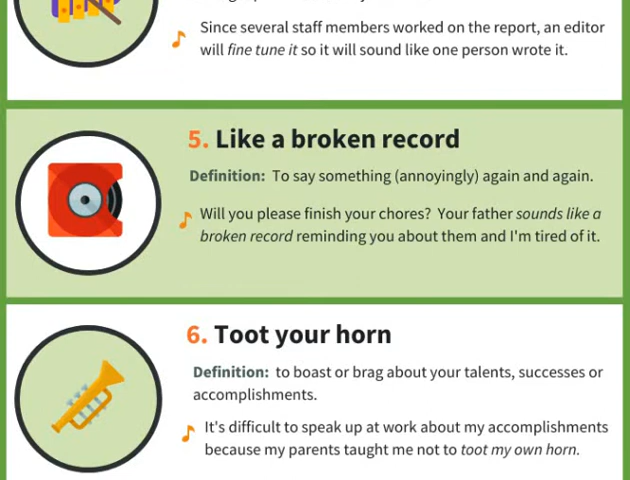 Since several staff members worked on the report, an editor
will fine tune it so it will sound like one person wrote it.
5. Like a broken record
Definition: To say something (annoyingly) again and again.
Will you please finish your chores? Your father sounds like a
broken record reminding you about them and I'm tired of it.
6. Toot your horn
Definition: to boast or brag about your talents, successes or
accomplishments.
It's difficult to speak up at work about my accomplishments
because my parents taught me not to toot my own horn.